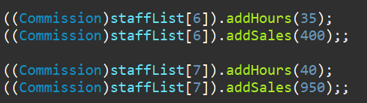 ((Commission)staffList[6]).addHours(35);
((Commission)staffList[6]).addSales(400);;
((Commission)staffList[7]).addHours(40);
((Commission)staffList[7]).addSales(950);;